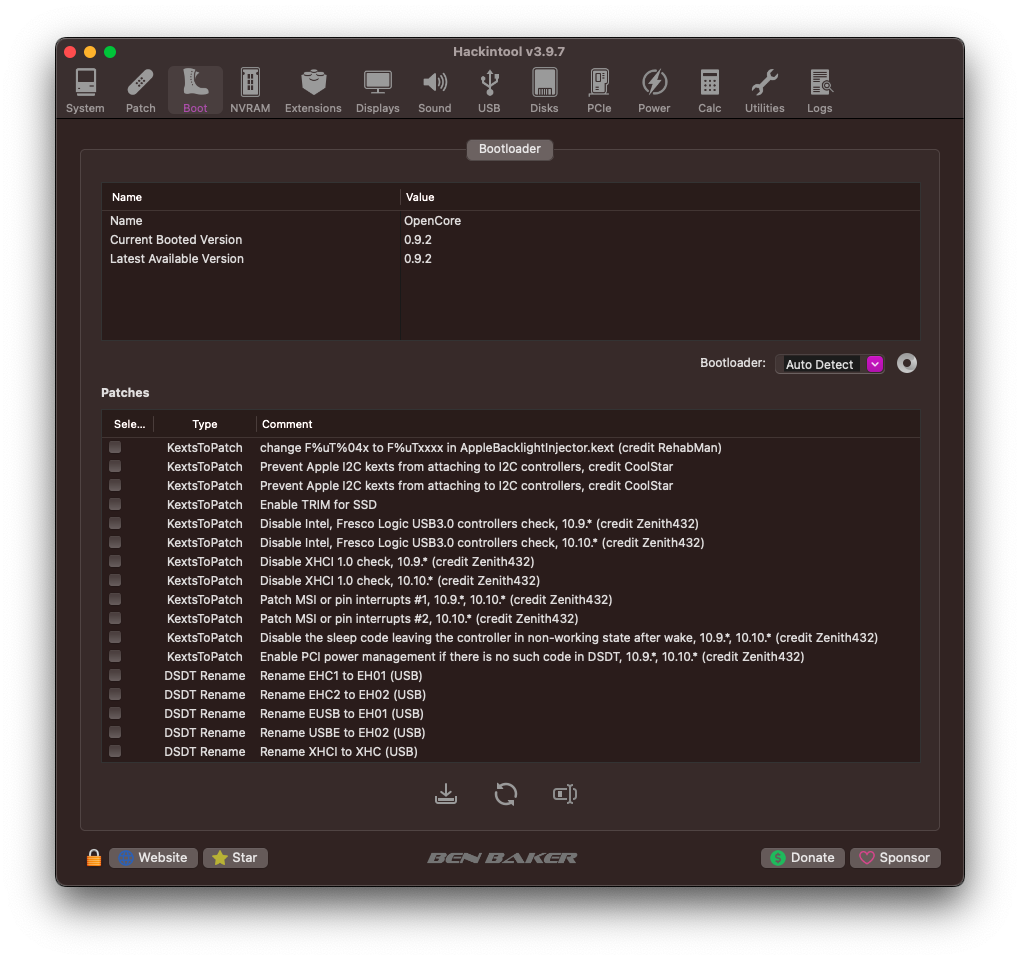 Hackintool v3.9.7
System Patch Boot NVRAM Extensions Displays Sound USB Disks PCIe Power Calc Utilities Logs
Bootloader
Name Value
Name OpenCore
Current Booted Version 0.9.2
Latest Available Version 0.9.2
Bootloader: Auto Detect
Patches
Sele... Type Comment
KextsToPatch change F%uT%04x to F%uTxxxx in AppleBacklightInjector.kext (credit RehabMan)
KextsToPatch Prevent Apple I2C kexts from attaching to I2C controllers, credit CoolStar
KextsToPatch Prevent Apple I2C kexts from attaching to I2C controllers, credit CoolStar
KextsToPatch Enable TRIM for SSD
KextsToPatch Disable Intel, Fresco Logic USB3.0 controllers check, 10.9.* (credit Zenith432)
KextsToPatch Disable Intel, Fresco Logic USB3.0 controllers check, 10.10.* (credit Zenith432)
KextsToPatch Disable XHCI 1.0 check, 10.9.* (credit Zenith432)
KextsToPatch Disable XHCI 1.0 check, 10.10.* (credit Zenith432)
KextsToPatch Patch MSI or pin interrupts #1, 10.9.*, 10.10.* (credit Zenith432)
KextsToPatch Patch MSI or pin interrupts #2, 10.10.* (credit Zenith432)
KextsToPatch Disable the sleep code leaving the controller in non-working state after wake, 10.9.*, 10.10.* (credit Zenith432)
KextsToPatch Enable PCI power management if there is no such code in DSDT, 10.9.*, 10.10.* (credit Zenith432)
DSDT Rename Rename EHC1 to EH01 (USB)
DSDT Rename Rename EHC2 to EH02 (USB)
DSDT Rename Rename EUSB to EH01 (USB)
DSDT Rename Rename USBE to EH02 (USB)
DSDT Rename Rename XHCI to XHC (USB)
Website Star BEN BAKER Donate Sponsor